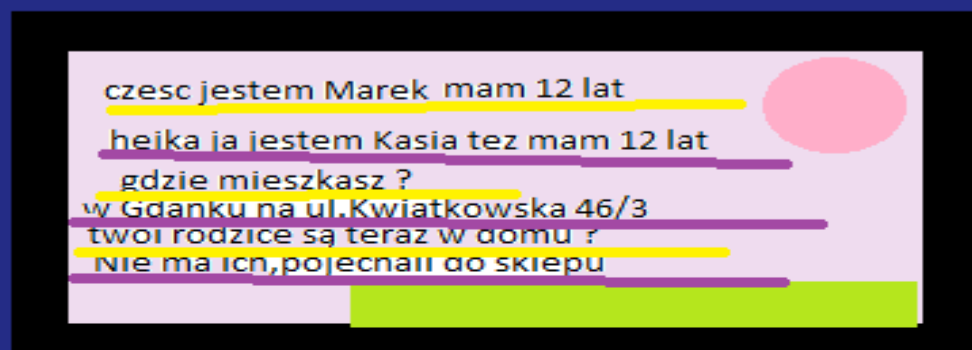 czesc jestem Marek mam 12 lat
hejka ja jestem Kasia tez mam 12 lat
gdzie mieszkasz ?
w Gdanku na ul.Kwiatkowska 46/3
twoi rodzice są teraz w domu ?
Nie ma ich,pojechali do sklepu